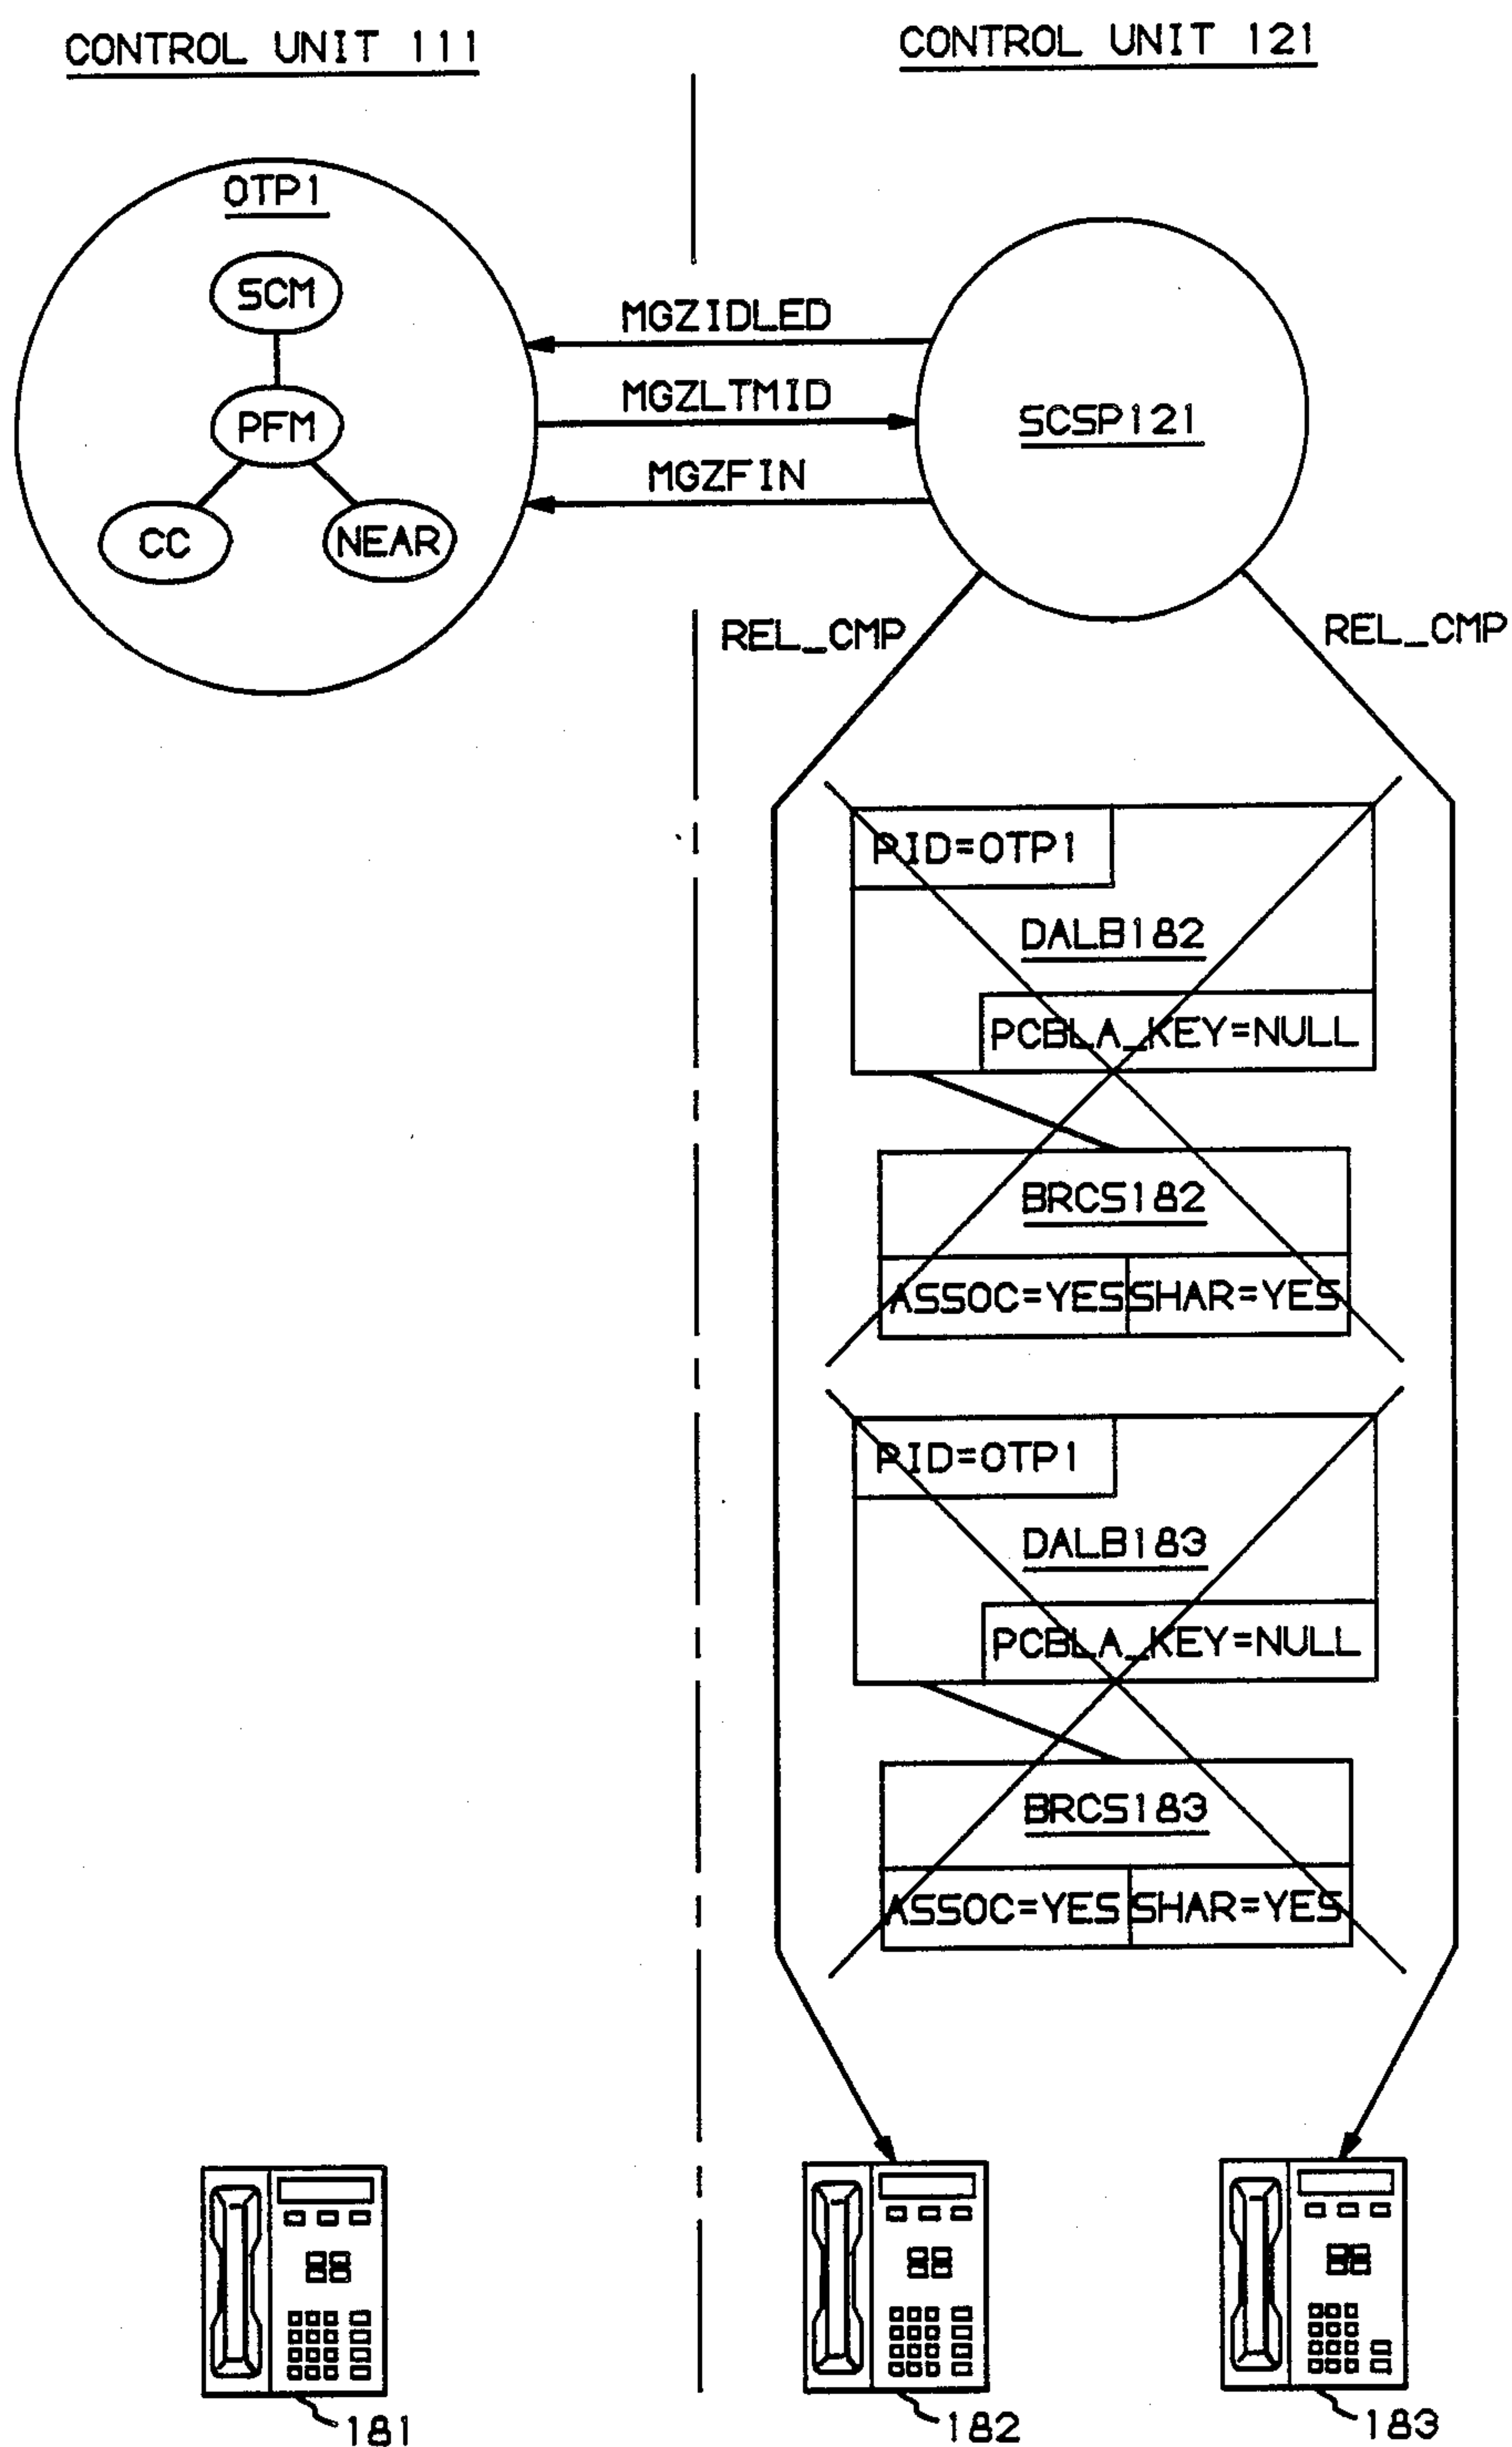 CONTROL UNIT 111
CONTROL UNIT 121
OTP1
SCM
PFM
CC
NEAR
MGZIDLED
MGZLTMID
MGZFIN
SCSP121
REL_CMP
REL_CMP
PID=OTP1
DALB182
PCBLA_KEY=NULL
BRCS182
ASSOC=YES
SHAR=YES
PID=OTP1
DALB183
PCBLA_KEY=NULL
BRCS183
ASSOC=YES
SHAR=YES
181
182
183